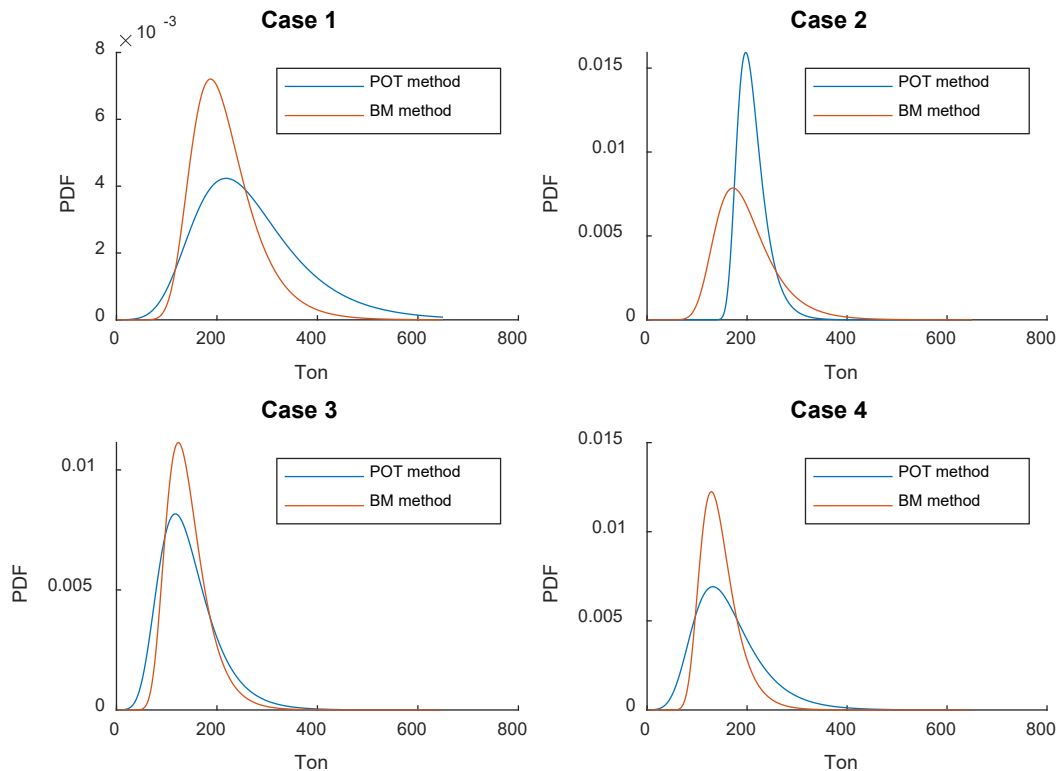 Case 1
× 10 -3
8
6
4
2
0
PDF
0 200 400 600 800
Ton
POT method
BM method
Case 2
0.015
0.01
0.005
0
PDF
0 200 400 600 800
Ton
POT method
BM method
Case 3
0.01
0.005
0
PDF
0 200 400 600 800
Ton
POT method
BM method
Case 4
0.015
0.01
0.005
0
PDF
0 200 400 600 800
Ton
POT method
BM method